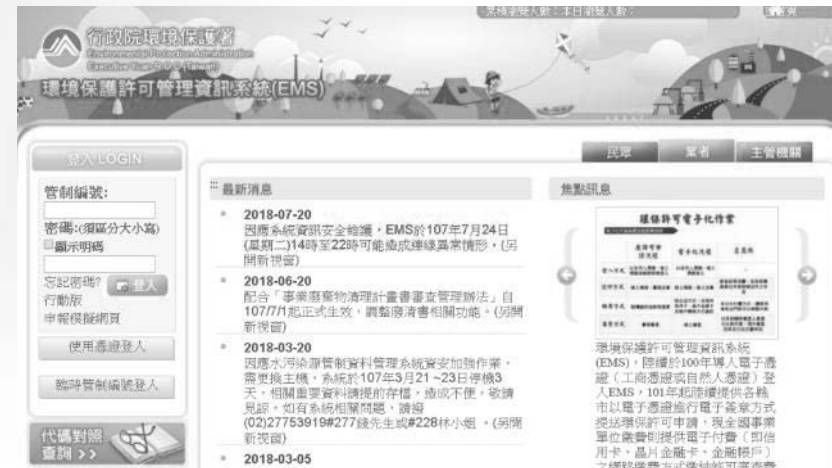 累積瀏覽人數：本日瀏覽人數：
行政院環境保護署
Environmental Protection Administration
Executive Yuan R.O.C (Taiwan)
環境保護許可管理資訊系統(EMS)
登入 LOGIN
管制編號:
密碼:(須區分大小寫)
顯示明碼
忘記密碼?
登入
行動版
申報模擬網頁
使用憑證登入
臨時管制編號登入
代碼對照
查詢 >>
民眾
業者
主管機關
最新消息
2018-07-20
因應系統資訊安全維護，EMS於107年7月24日
(星期二)14時至22時可能造成連線異常情形，(另
開新視窗)
2018-06-20
配合「事業廢棄物清理計畫書審查管理辦法」自
107/7/1起正式生效，調整廢清書相關功能。(另開
新視窗)
2018-03-20
因應水污染源管制資料管理系統資安加強作業，
需更換主機，系統於107年3月21 ~23日停機3
天，相關重要資料請提前存檔，造成不便，敬請
見諒。如有系統相關問題，請撥
(02)27753919#277錢先生或#228林小姐 。(另開
新視窗)
2018-03-05
焦點訊息
環保許可電子化作業
環境保護許可管理資訊系統
(EMS)，陸續於100年導入電子憑
證（工商憑證或自然人憑證）登
入EMS，101年起陸續提供各縣
市以電子憑證進行電子簽章方式
提送環保許可申請，現全國事業
單位繳費則提供電子付費（即信
用卡、晶片金融卡、金融帳戶）